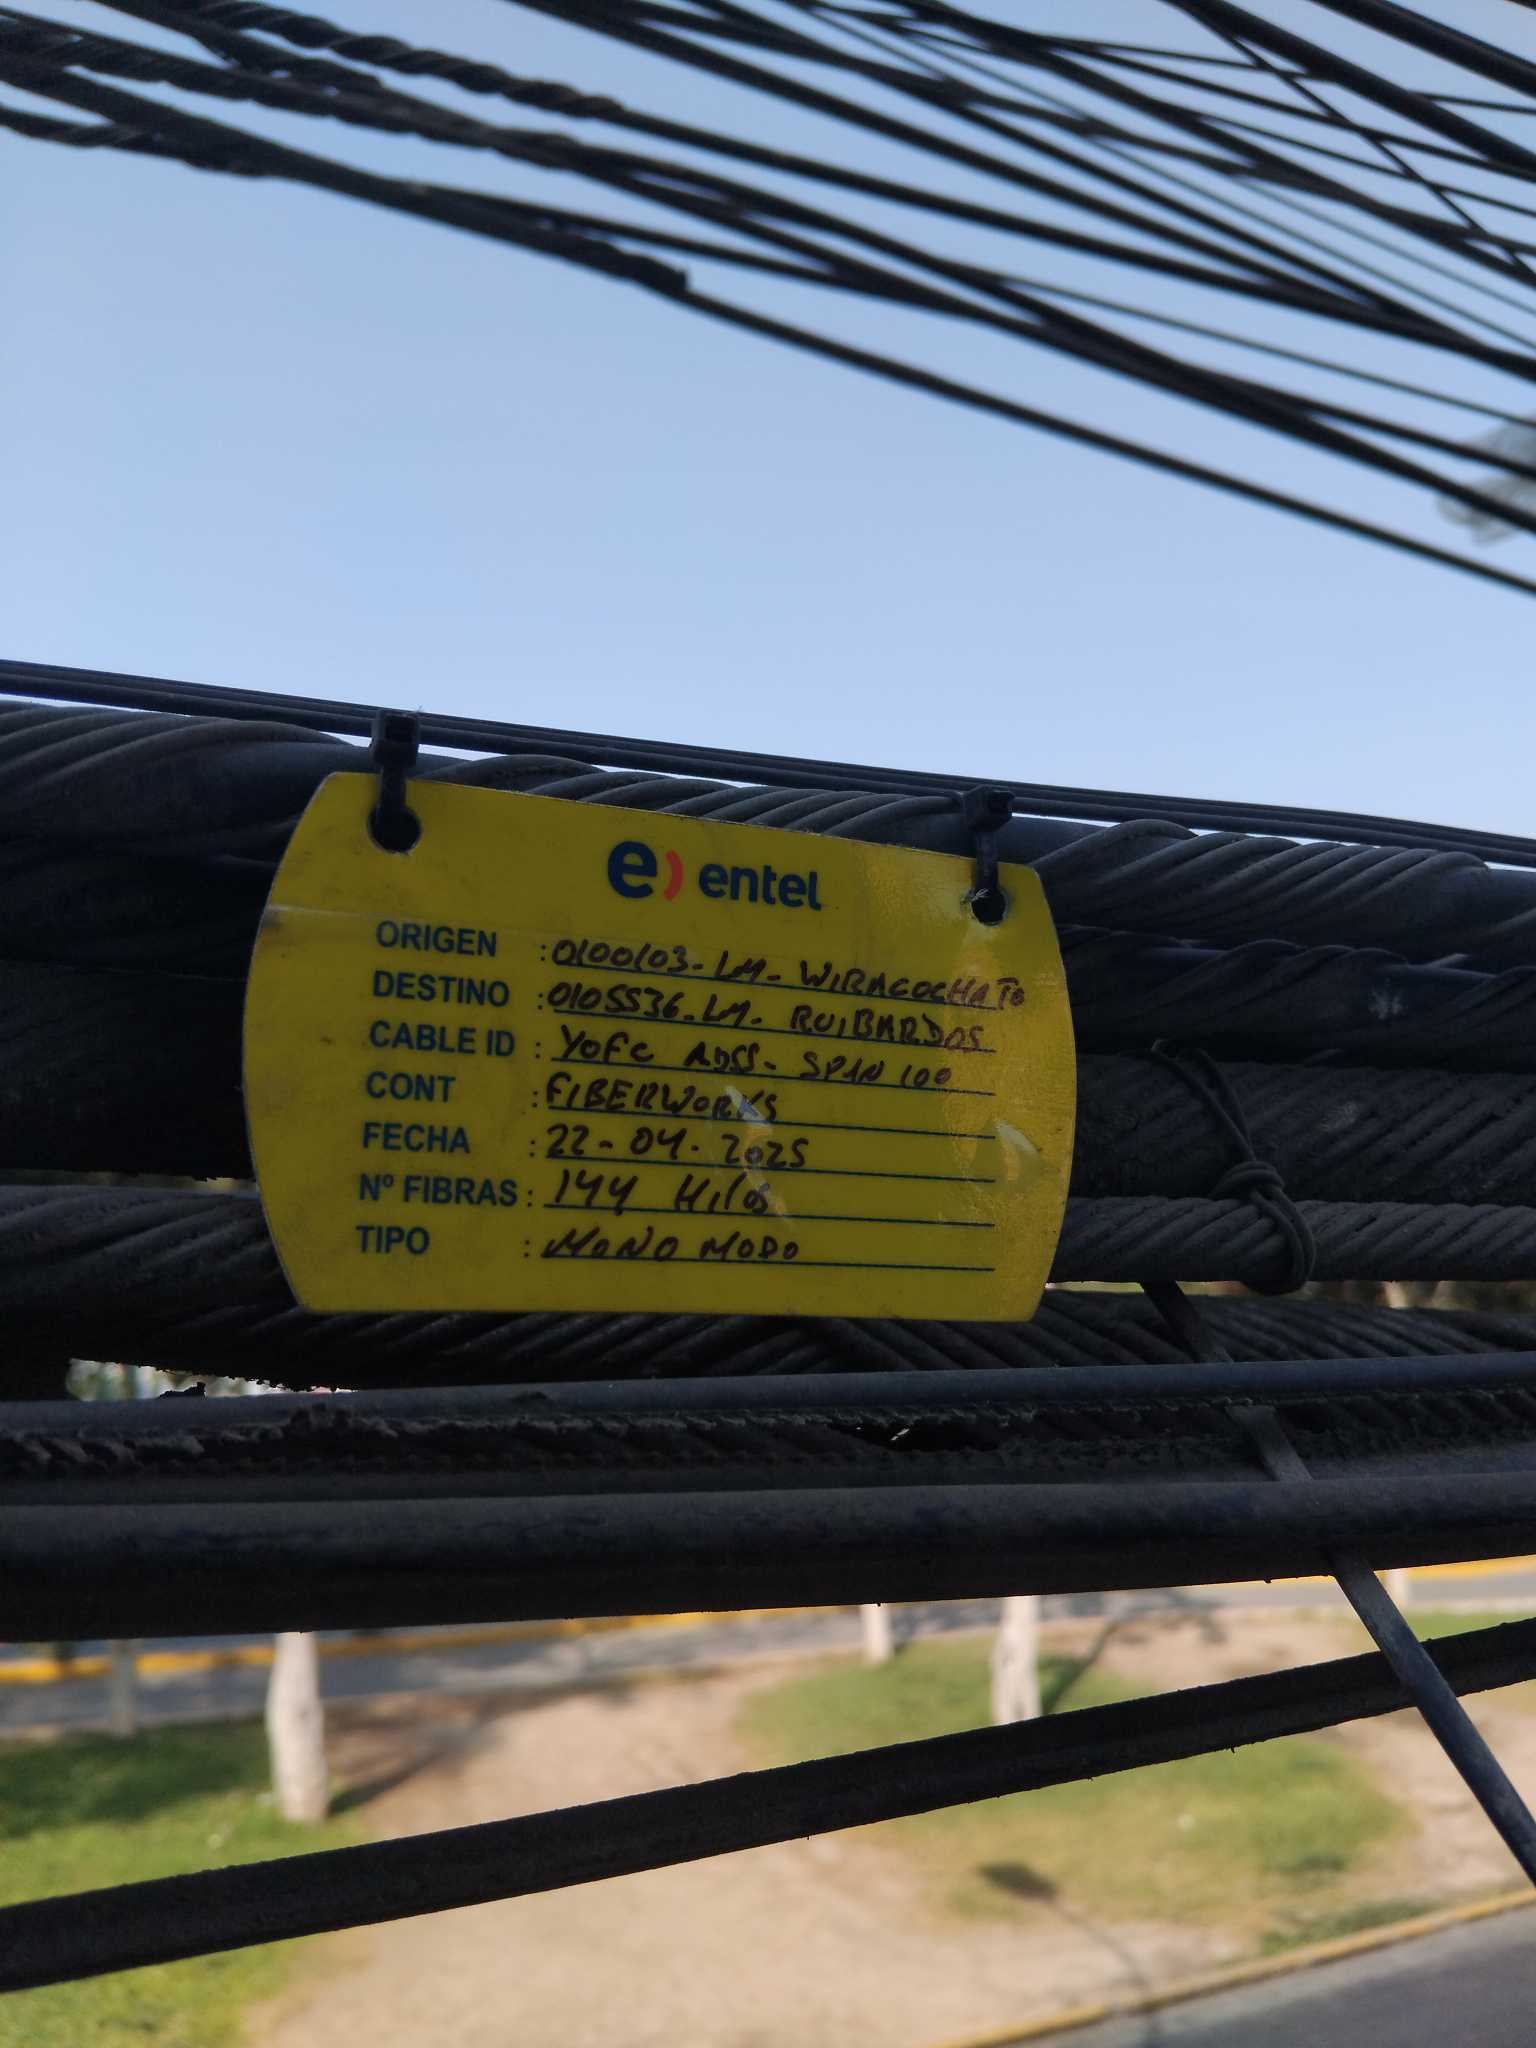 e) entel
ORIGEN : 0100103-LM-WIRACOCHATO
DESTINO : 0105536-LM-RUIBARDOS
CABLE ID : YOFC ADSS-SPAN 100
CONT : FIBERWORKS
FECHA : 22-04-2025
Nº FIBRAS : 144 Hilos
TIPO : MONO MODO